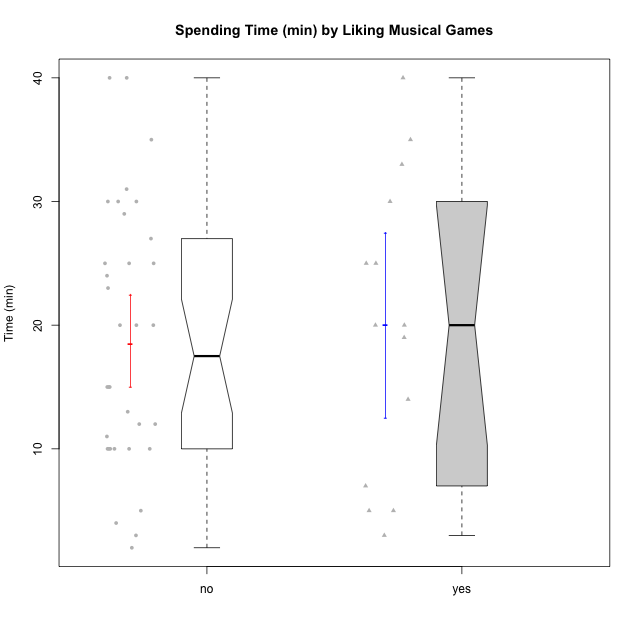 Spending Time (min) by Liking Musical Games
40
30
20
10
Time (min)
no
yes